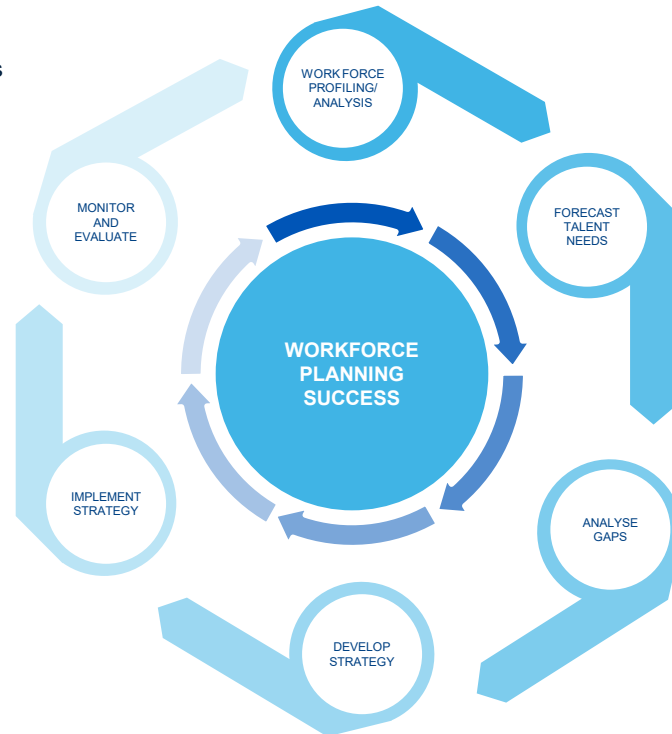 WORKFORCE
PROFILING/
ANALYSIS
FORECAST
TALENT
NEEDS
ANALYSE
GAPS
DEVELOP
STRATEGY
IMPLEMENT
STRATEGY
MONITOR
AND
EVALUATE
WORKFORCE
PLANNING
SUCCESS